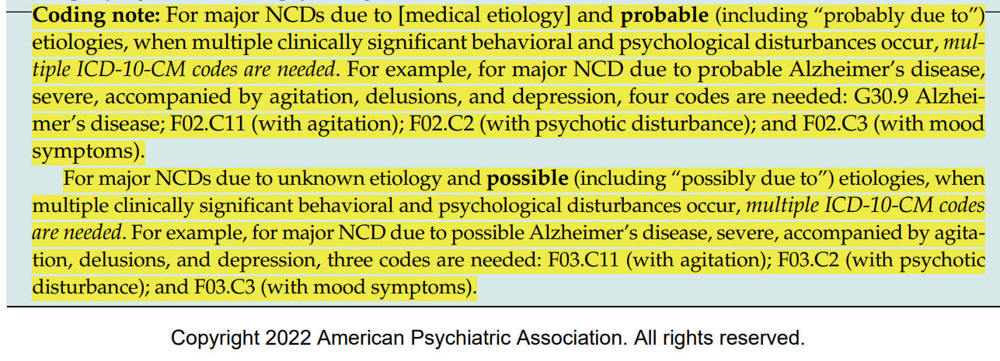 Coding note: For major NCDs due to [medical etiology] and probable (including “probably due to”)
etiologies, when multiple clinically significant behavioral and psychological disturbances occur, mul-
tiple ICD-10-CM codes are needed. For example, for major NCD due to probable Alzheimer’s disease,
severe, accompanied by agitation, delusions, and depression, four codes are needed: G30.9 Alzhei-
mer’s disease; F02.C11 (with agitation); F02.C2 (with psychotic disturbance); and F02.C3 (with mood
symptoms).
For major NCDs due to unknown etiology and possible (including “possibly due to”) etiologies, when
multiple clinically significant behavioral and psychological disturbances occur, multiple ICD-10-CM codes
are needed. For example, for major NCD due to possible Alzheimer’s disease, severe, accompanied by agita-
tion, delusions, and depression, three codes are needed: F03.C11 (with agitation); F03.C2 (with psychotic
disturbance); and F03.C3 (with mood symptoms).
Copyright 2022 American Psychiatric Association. All rights reserved.